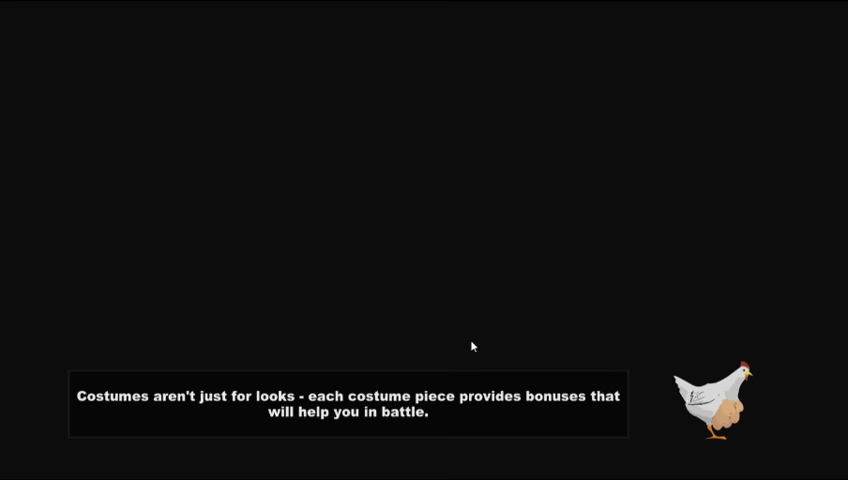 Costumes aren't just for looks - each costume piece provides bonuses that
will help you in battle.